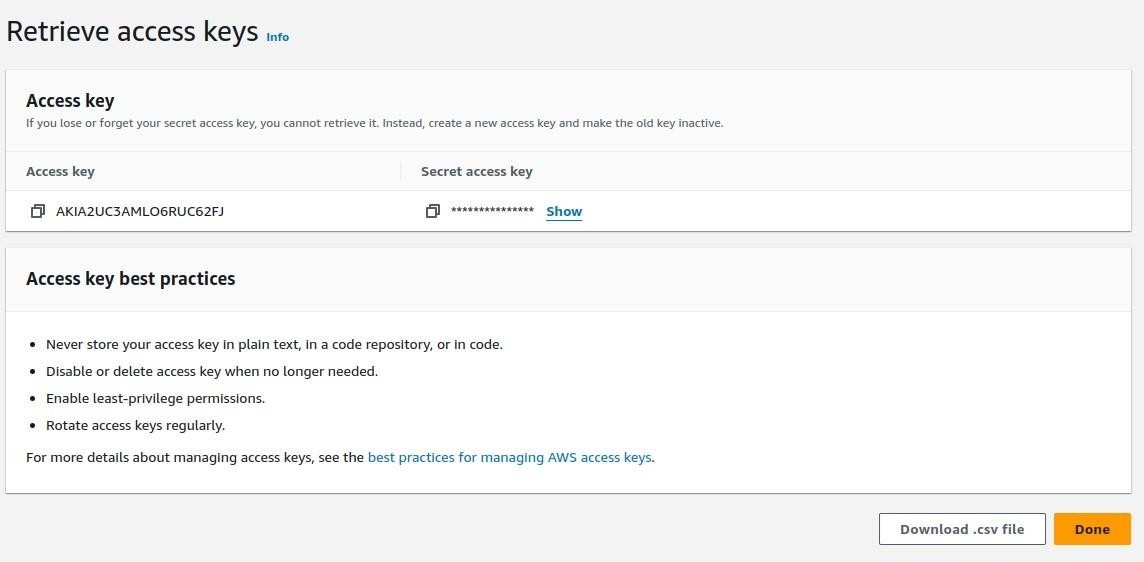 Retrieve access keys Info
Access key
If you lose or forget your secret access key, you cannot retrieve it. Instead, create a new access key and make the old key inactive.
Access key Secret access key
AKIA2UC3AMLO6RUC62FJ *************** Show
Access key best practices
• Never store your access key in plain text, in a code repository, or in code.
• Disable or delete access key when no longer needed.
• Enable least-privilege permissions.
• Rotate access keys regularly.
For more details about managing access keys, see the best practices for managing AWS access keys.
Download .csv file Done